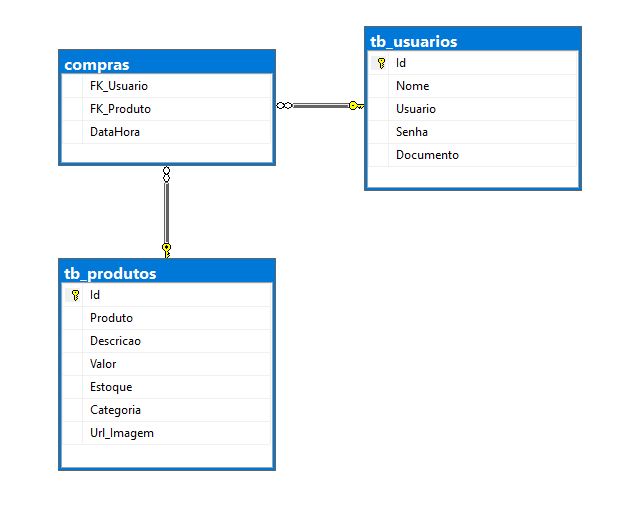 compras
FK_Usuario
FK_Produto
DataHora
tb_usuarios
Id
Nome
Usuario
Senha
Documento
tb_produtos
Id
Produto
Descricao
Valor
Estoque
Categoria
Url_Imagem